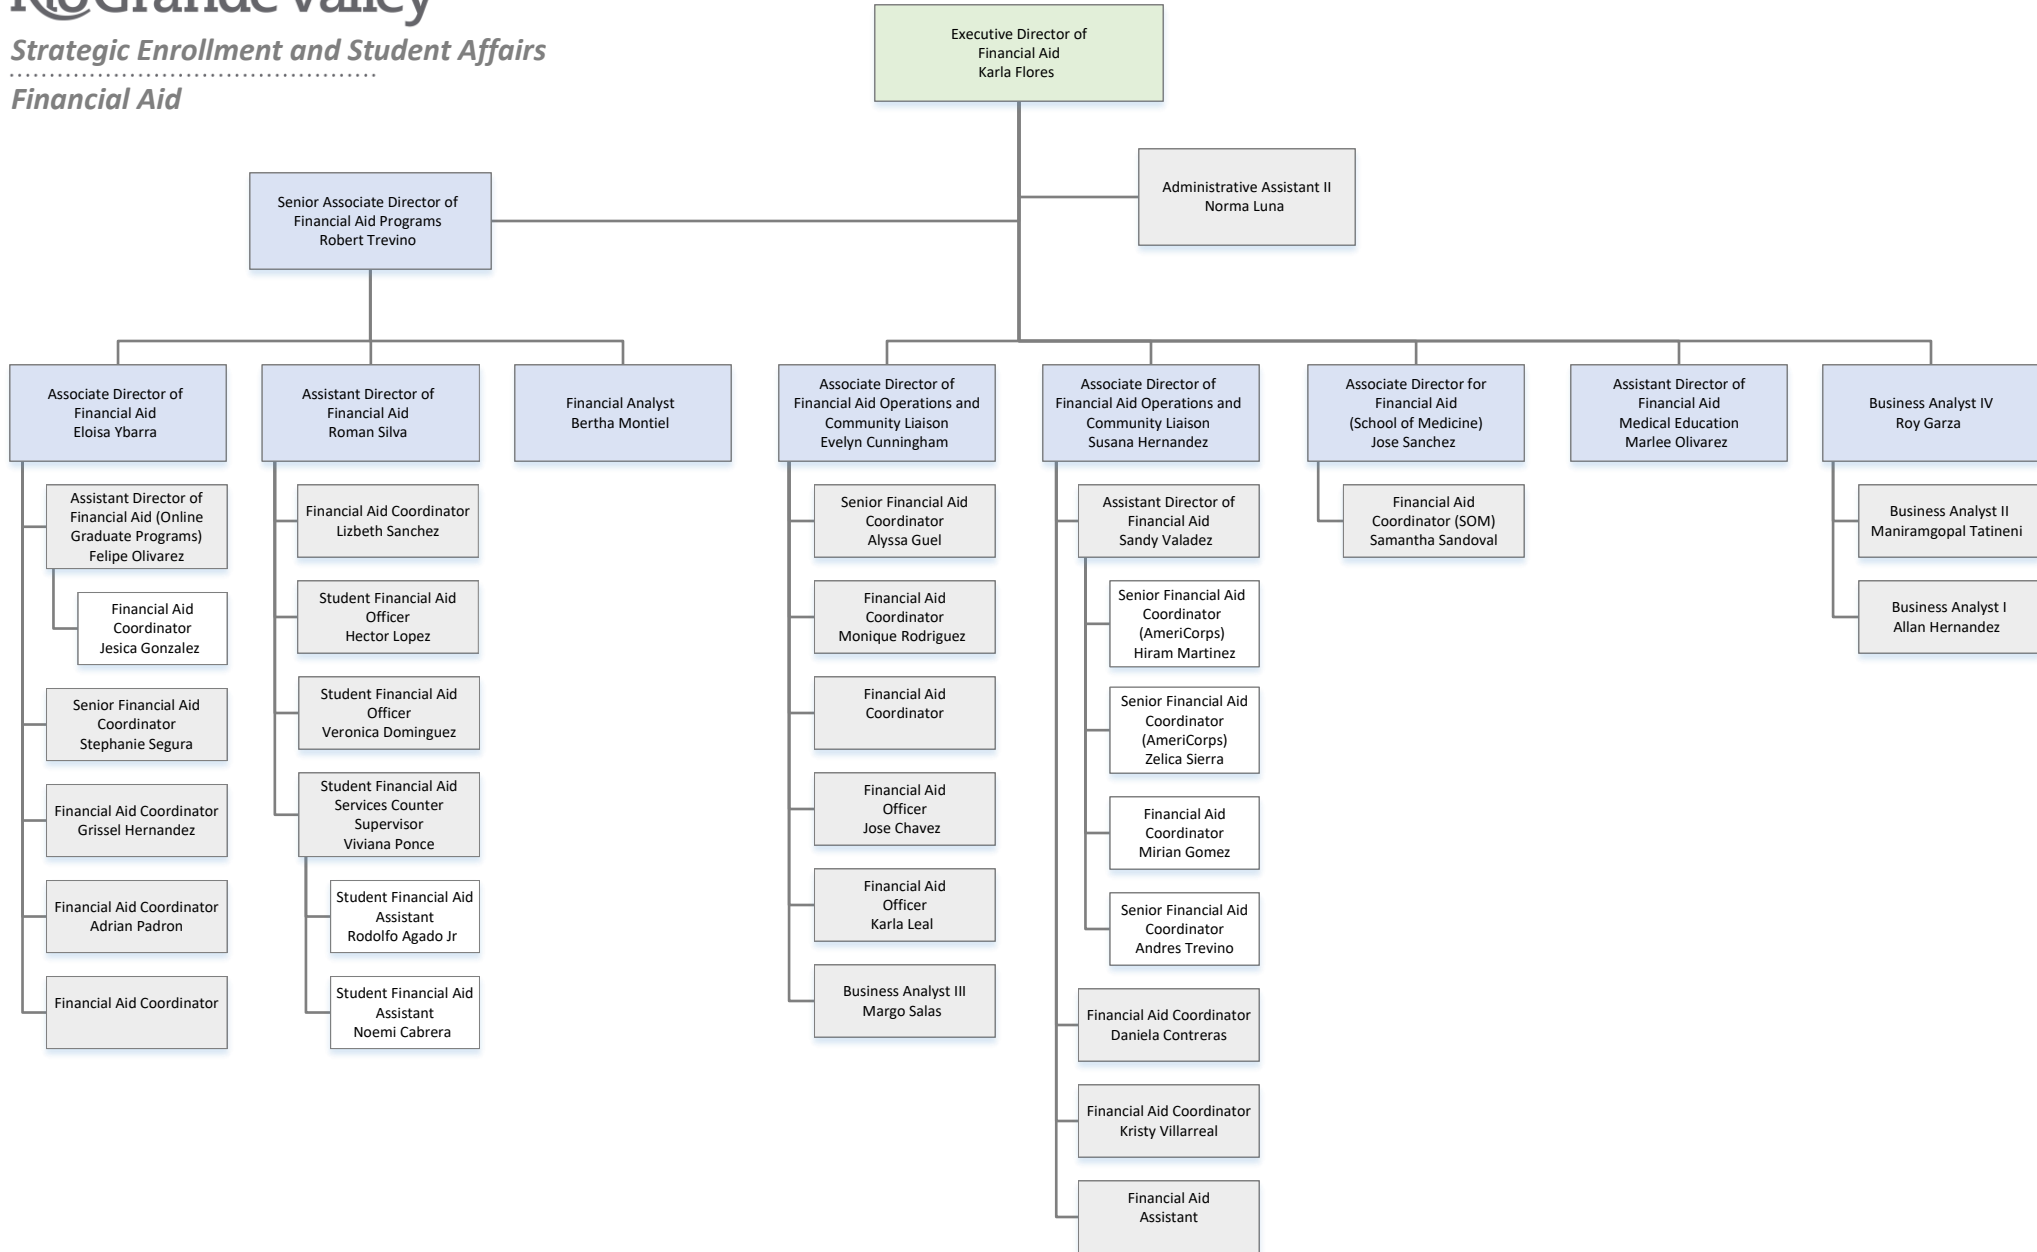 Rio Grande Valley
Strategic Enrollment and Student Affairs
Financial Aid
Executive Director of
Financial Aid
Karla Flores
Administrative Assistant II
Norma Luna
Senior Associate Director of
Financial Aid Programs
Robert Trevino
Associate Director of
Financial Aid
Eloisa Ybarra
Assistant Director of
Financial Aid (Online
Graduate Programs)
Felipe Olivarez
Financial Aid
Coordinator
Jesica Gonzalez
Senior Financial Aid
Coordinator
Stephanie Segura
Financial Aid Coordinator
Grissel Hernandez
Financial Aid Coordinator
Adrian Padron
Financial Aid Coordinator
Assistant Director of
Financial Aid
Roman Silva
Financial Aid Coordinator
Lizbeth Sanchez
Student Financial Aid
Officer
Hector Lopez
Student Financial Aid
Officer
Veronica Dominguez
Student Financial Aid
Services Counter
Supervisor
Viviana Ponce
Student Financial Aid
Assistant
Rodolfo Agado Jr
Student Financial Aid
Assistant
Noemi Cabrera
Financial Analyst
Bertha Montiel
Associate Director of
Financial Aid Operations and
Community Liaison
Evelyn Cunningham
Senior Financial Aid
Coordinator
Alyssa Guel
Financial Aid
Coordinator
Monique Rodriguez
Financial Aid
Coordinator
Financial Aid
Officer
Jose Chavez
Financial Aid
Officer
Karla Leal
Business Analyst III
Margo Salas
Associate Director of
Financial Aid Operations and
Community Liaison
Susana Hernandez
Assistant Director of
Financial Aid
Sandy Valadez
Senior Financial Aid
Coordinator
(AmeriCorps)
Hiram Martinez
Senior Financial Aid
Coordinator
(AmeriCorps)
Zelica Sierra
Financial Aid
Coordinator
Mirian Gomez
Senior Financial Aid
Coordinator
Andres Trevino
Financial Aid Coordinator
Daniela Contreras
Financial Aid Coordinator
Kristy Villarreal
Financial Aid
Assistant
Associate Director for
Financial Aid
(School of Medicine)
Jose Sanchez
Financial Aid
Coordinator (SOM)
Samantha Sandoval
Assistant Director of
Financial Aid
Medical Education
Marlee Olivarez
Business Analyst IV
Roy Garza
Business Analyst II
Maniramgopal Tatineni
Business Analyst I
Allan Hernandez